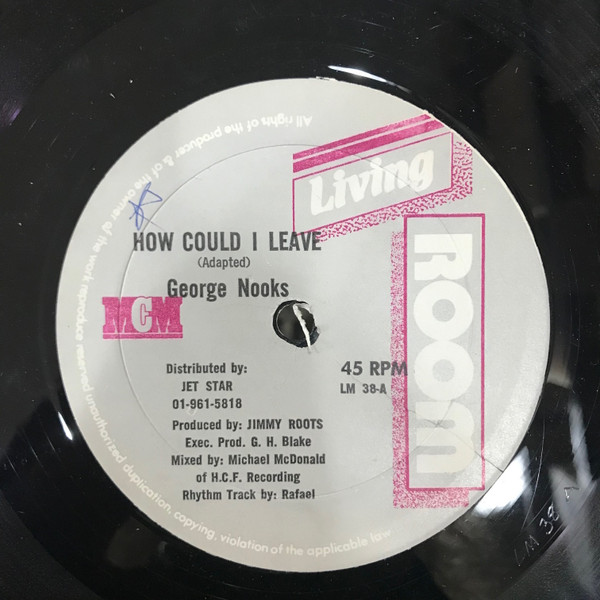 Living
ROOM
HOW COULD I LEAVE
(Adapted)
George Nooks
MCM
Distributed by:
JET STAR
01-961-5818
45 RPM
LM 38-A
Produced by: JIMMY ROOTS
Exec. Prod. G. H. Blake
Mixed by: Michael McDonald
of H.C.F. Recording
Rhythm Track by: Rafael
All rights of the producer & of the owner of the work reproduce reserved unauthorized duplication, copying, violation of the applicable law
LM 38 A